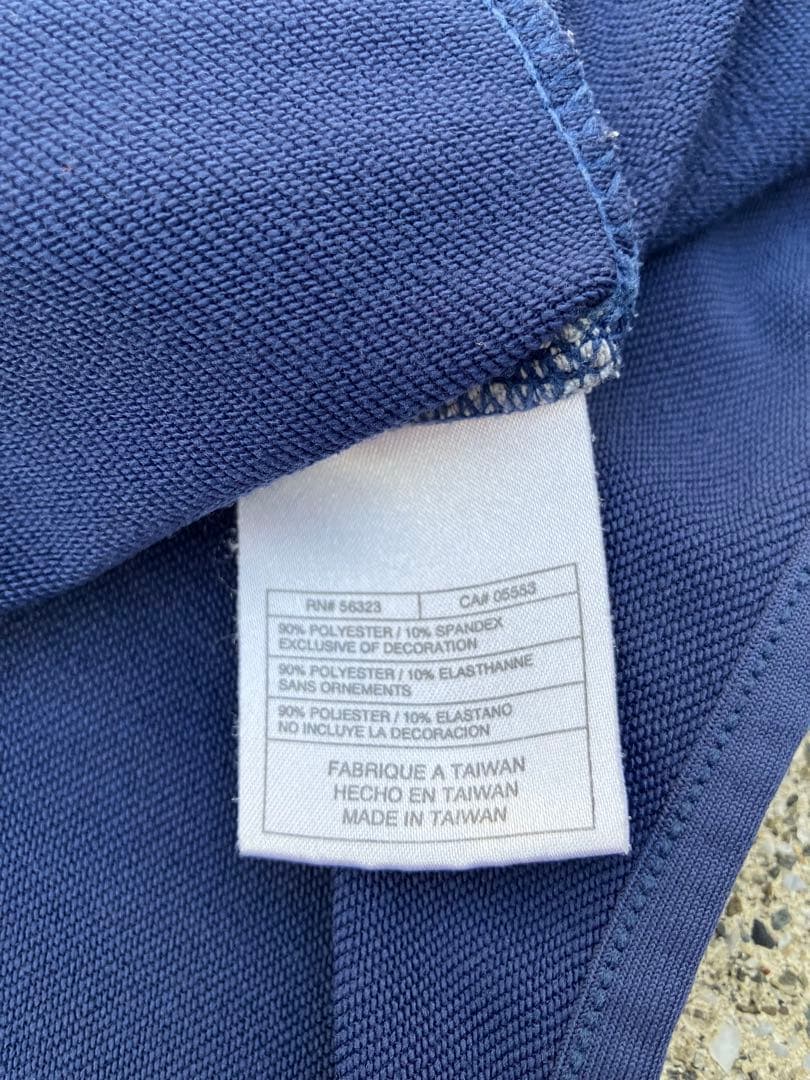 RN# 56323 CA# 05553
90% POLYESTER / 10% SPANDEX
EXCLUSIVE OF DECORATION
90% POLYESTER / 10% ELASTHANNE
SANS ORNEMENTS
90% POLIESTER / 10% ELASTANO
NO INCLUYE LA DECORACION
FABRIQUE A TAIWAN
HECHO EN TAIWAN
MADE IN TAIWAN